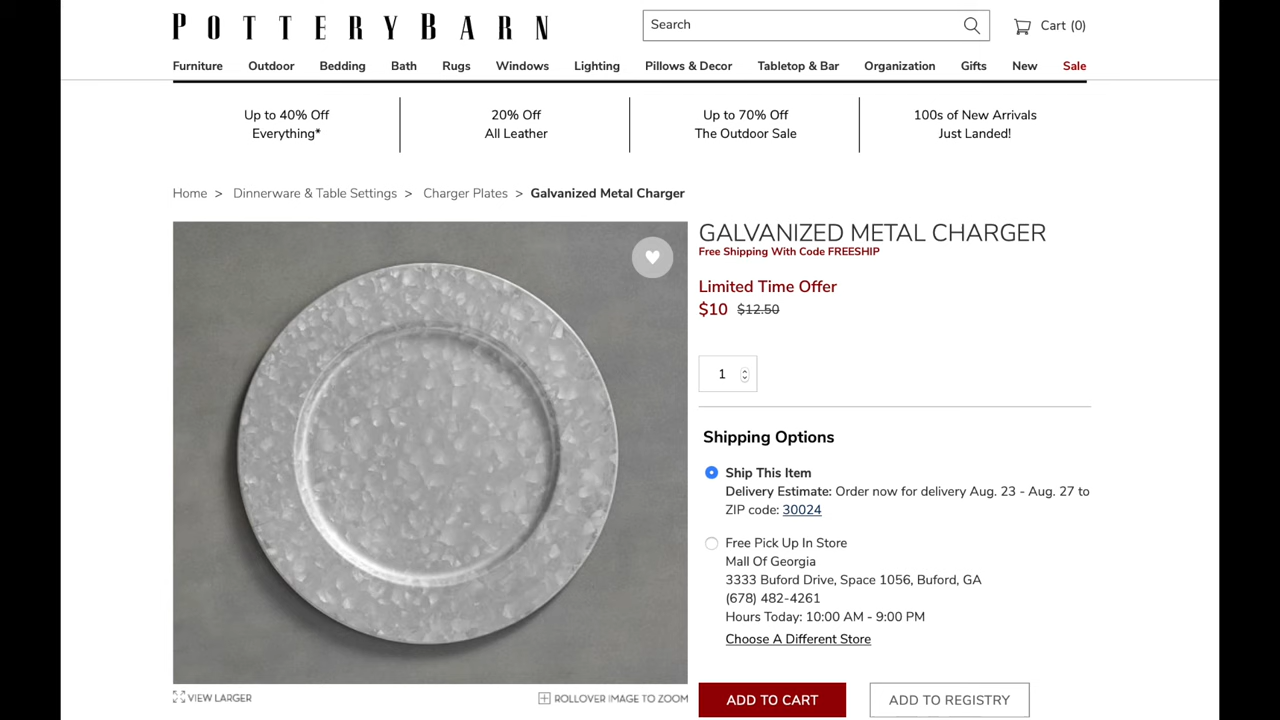 POTTERYBARN
Search
Cart (0)
Furniture Outdoor Bedding Bath Rugs Windows Lighting Pillows & Decor Tabletop & Bar Organization Gifts New Sale
Up to 40% Off
Everything*
20% Off
All Leather
Up to 70% Off
The Outdoor Sale
100s of New Arrivals
Just Landed!
Home > Dinnerware & Table Settings > Charger Plates > Galvanized Metal Charger
GALVANIZED METAL CHARGER
Free Shipping With Code FREESHIP
Limited Time Offer
$10 $12.50
1
Shipping Options
Ship This Item
Delivery Estimate: Order now for delivery Aug. 23 - Aug. 27 to
ZIP code: 30024
Free Pick Up In Store
Mall Of Georgia
3333 Buford Drive, Space 1056, Buford, GA
(678) 482-4261
Hours Today: 10:00 AM - 9:00 PM
Choose A Different Store
VIEW LARGER
ROLLOVER IMAGE TO ZOOM
ADD TO CART
ADD TO REGISTRY